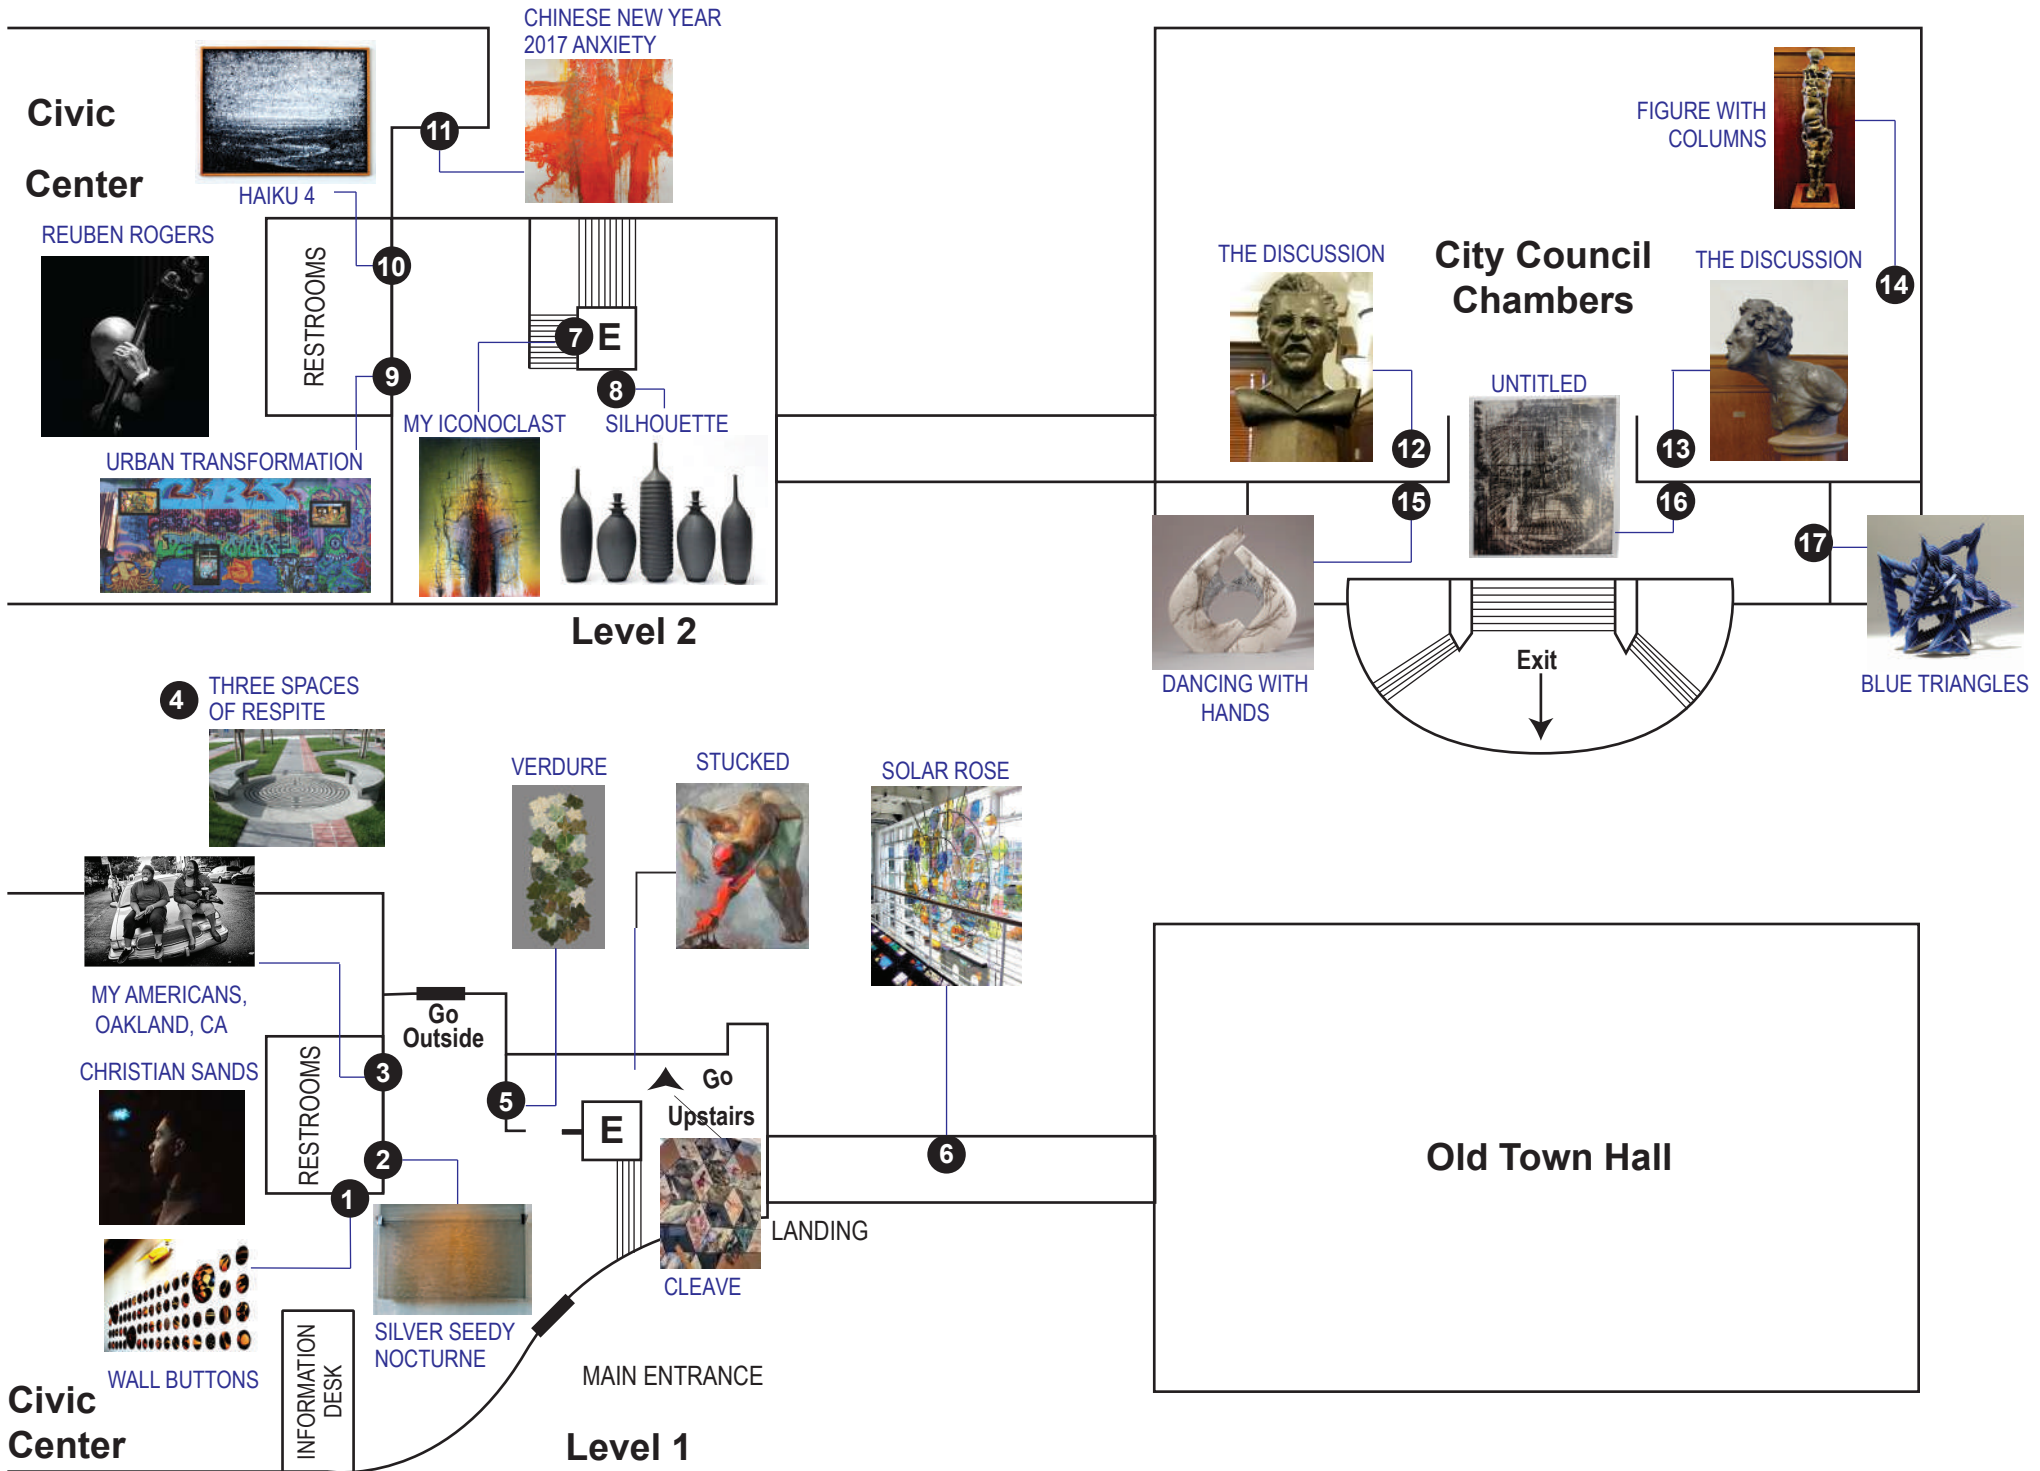 CHINESE NEW YEAR
2017 ANXIETY
Civic
Center
11
HAIKU 4
REUBEN ROGERS
RESTROOMS
10
9
7
E
8
MY ICONOCLAST
SILHOUETTE
URBAN TRANSFORMATION
Level 2
FIGURE WITH
COLUMNS
City Council
Chambers
THE DISCUSSION
THE DISCUSSION
14
UNTITLED
12
13
15
16
17
Exit
DANCING WITH
HANDS
BLUE TRIANGLES
4
THREE SPACES
OF RESPITE
VERDURE
STUCKED
SOLAR ROSE
MY AMERICANS,
OAKLAND, CA
Go
Outside
CHRISTIAN SANDS
RESTROOMS
3
5
E
Go
Upstairs
2
1
6
Old Town Hall
LANDING
CLEAVE
SILVER SEEDY
NOCTURNE
WALL BUTTONS
INFORMATION
DESK
MAIN ENTRANCE
Civic
Center
Level 1